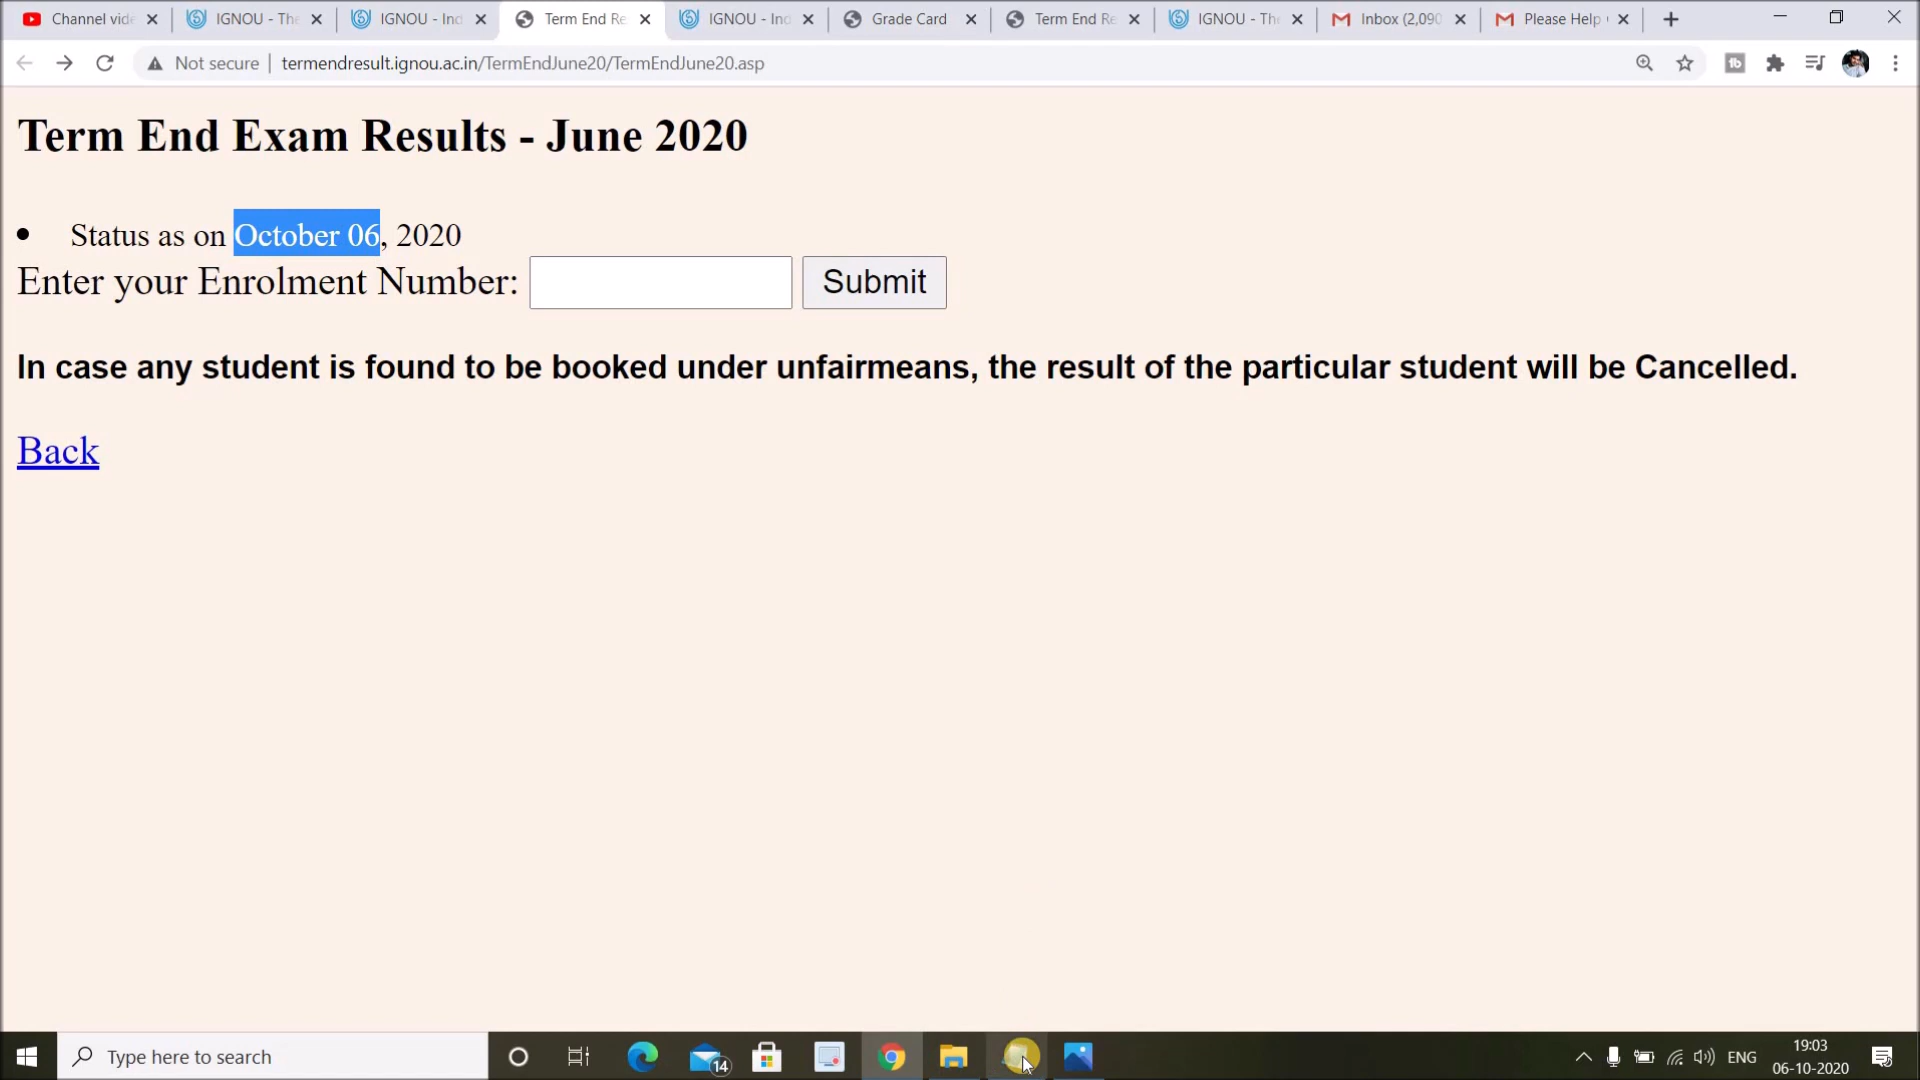 Channel vide
IGNOU - The
IGNOU - Ind
Term End Re
IGNOU - Ind
Grade Card
Term End Re
IGNOU - The
Inbox (2,090
Please Help
Not secure
termendresult.ignou.ac.in/TermEndJune20/TermEndJune20.asp
Term End Exam Results - June 2020
• Status as on October 06, 2020
Enter your Enrolment Number: Submit
In case any student is found to be booked under unfairmeans, the result of the particular student will be Cancelled.
Back
Type here to search
14
ENG
19:03
06-10-2020